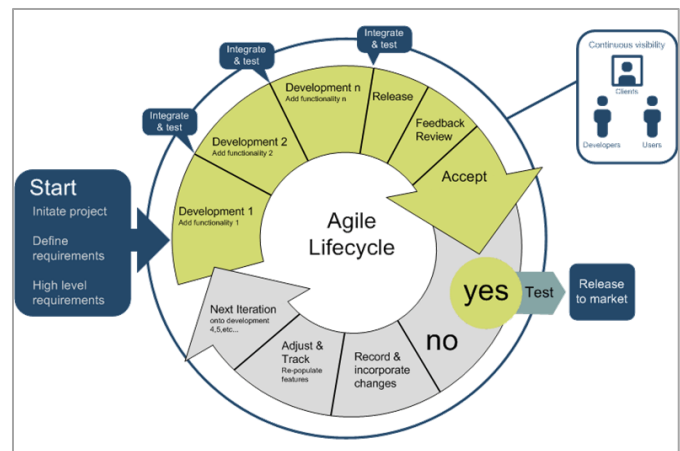 Start
Initate project
Define
requirements
High level
requirements
Integrate
& test
Integrate
& test
Integrate
& test
Development 1
Add functionality 1
Development 2
Add functionality 2
Development n
Add functionality n
Release
Feedback
Review
Accept
Agile
Lifecycle
yes
Test
Release
to market
no
Record &
incorporate
changes
Adjust &
Track
Re-populate
features
Next Iteration
onto development
4,5,etc...
Continuous visibility
Clients
Developers
Users